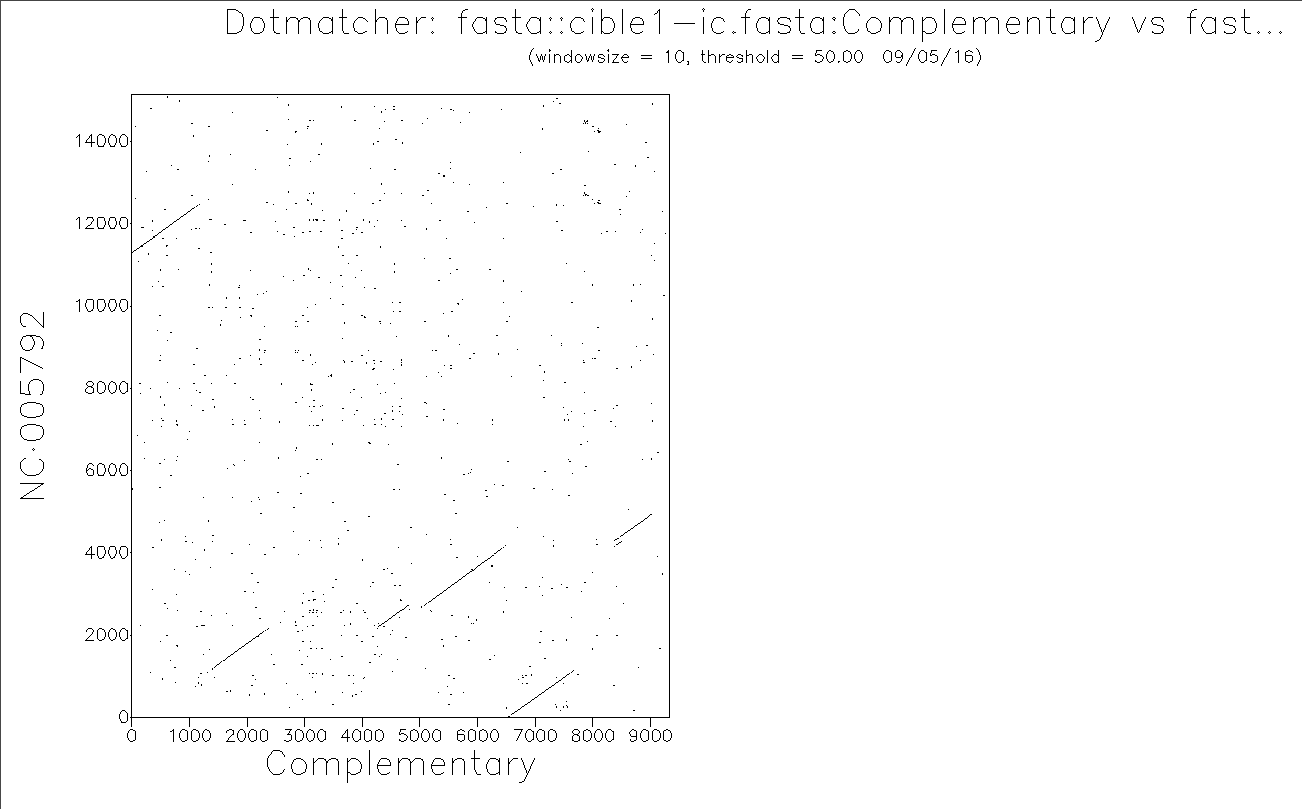 Dotmatcher: fasta::cible1-ic.fasta:Complementary vs fast...
(windowsize = 10, threshold = 50.00 09/05/16)
14000
12000
10000
8000
6000
4000
2000
0
NC·005792
0 1000 2000 3000 4000 5000 6000 7000 8000 9000
Complementary